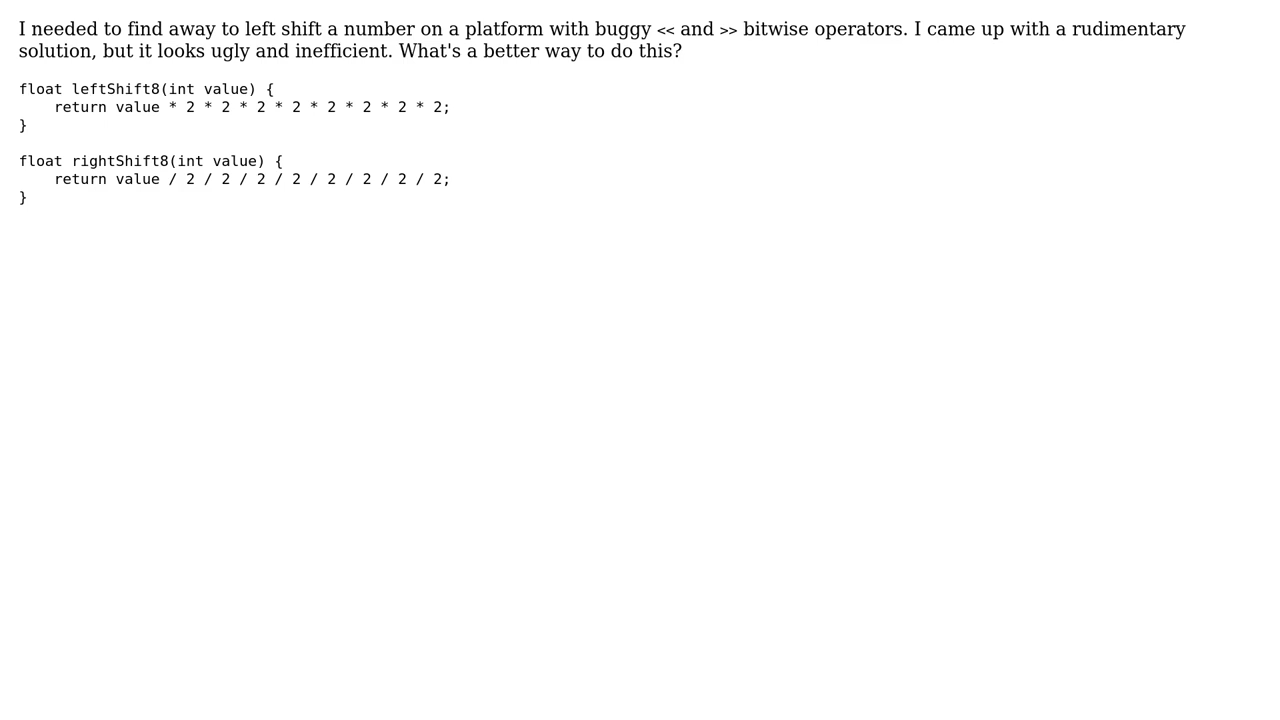 I needed to find away to left shift a number on a platform with buggy << and >> bitwise operators. I came up with a rudimentary
solution, but it looks ugly and inefficient. What's a better way to do this?
float leftShift8(int value) {
    return value * 2 * 2 * 2 * 2 * 2 * 2 * 2 * 2;
}
float rightShift8(int value) {
    return value / 2 / 2 / 2 / 2 / 2 / 2 / 2 / 2;
}